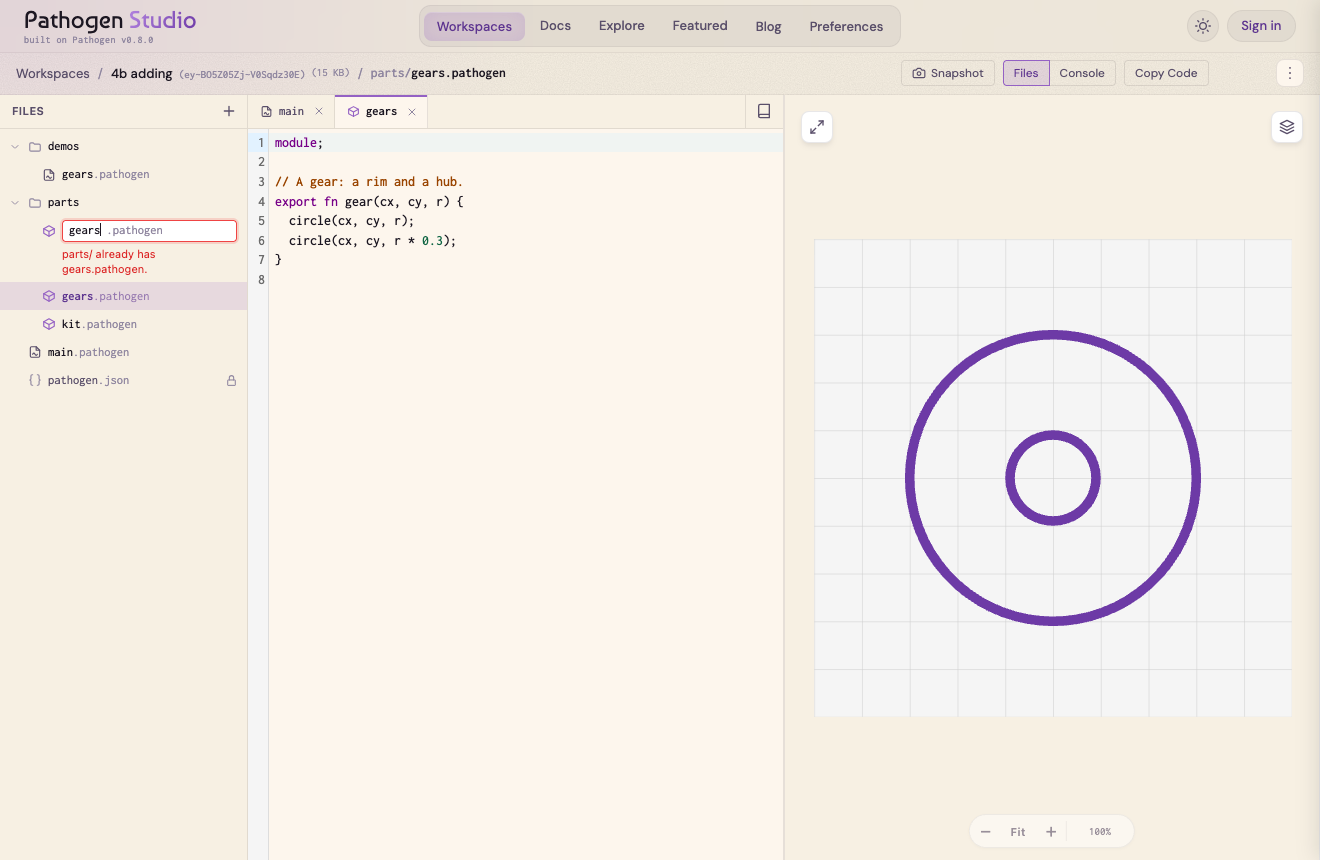 Pathogen Studio
built on Pathogen v0.8.0
Workspaces Docs Explore Featured Blog Preferences
Sign in
Workspaces / 4b adding (ey-BO5Z05Zj-V0Sqdz30E) (15 KB) / parts/gears.pathogen
Snapshot Files Console Copy Code
FILES
demos
gears.pathogen
parts
gears .pathogen
parts/ already has
gears.pathogen.
gears.pathogen
kit.pathogen
main.pathogen
{} pathogen.json
main gears
1 module;
2
3 // A gear: a rim and a hub.
4 export fn gear(cx, cy, r) {
5 circle(cx, cy, r);
6 circle(cx, cy, r * 0.3);
7 }
8
Fit 100%